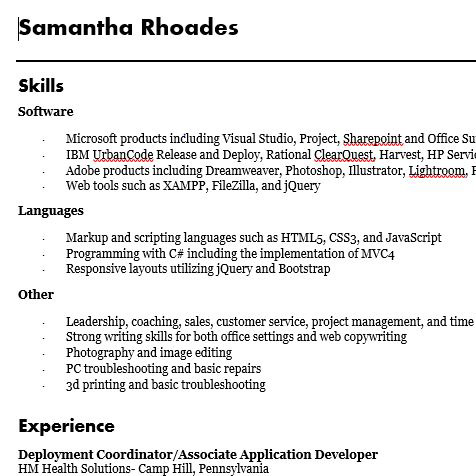 Samantha Rhoades
Skills
Software
· Microsoft products including Visual Studio, Project, Sharepoint and Office
· IBM UrbanCode Release and Deploy, Rational ClearQuest, Harvest, HP
· Adobe products including Dreamweaver, Photoshop, Illustrator, Lightroom,
· Web tools such as XAMPP, FileZilla, and jQuery
Languages
· Markup and scripting languages such as HTML5, CSS3, and JavaScript
· Programming with C# including the implementation of MVC4
· Responsive layouts utilizing jQuery and Bootstrap
Other
· Leadership, coaching, sales, customer service, project management, and time
· Strong writing skills for both office settings and web copywriting
· Photography and image editing
· PC troubleshooting and basic repairs
· 3d printing and basic troubleshooting
Experience
Deployment Coordinator/Associate Application Developer
HM Health Solutions- Camp Hill, Pennsylvania